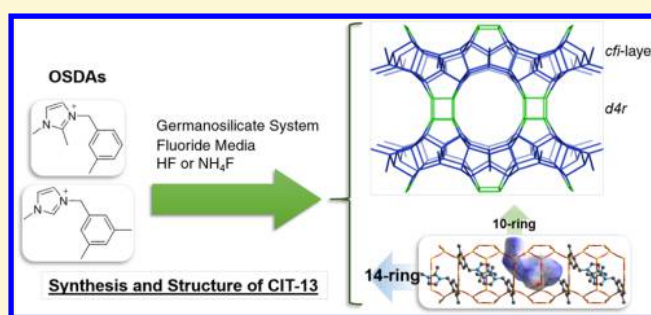 OSDAs
N
N
+
N
N
+
Germanosilicate System
Fluoride Media
HF or NH₄F
Synthesis and Structure of CIT-13
cfi-layer
d4r
10-ring
14-ring